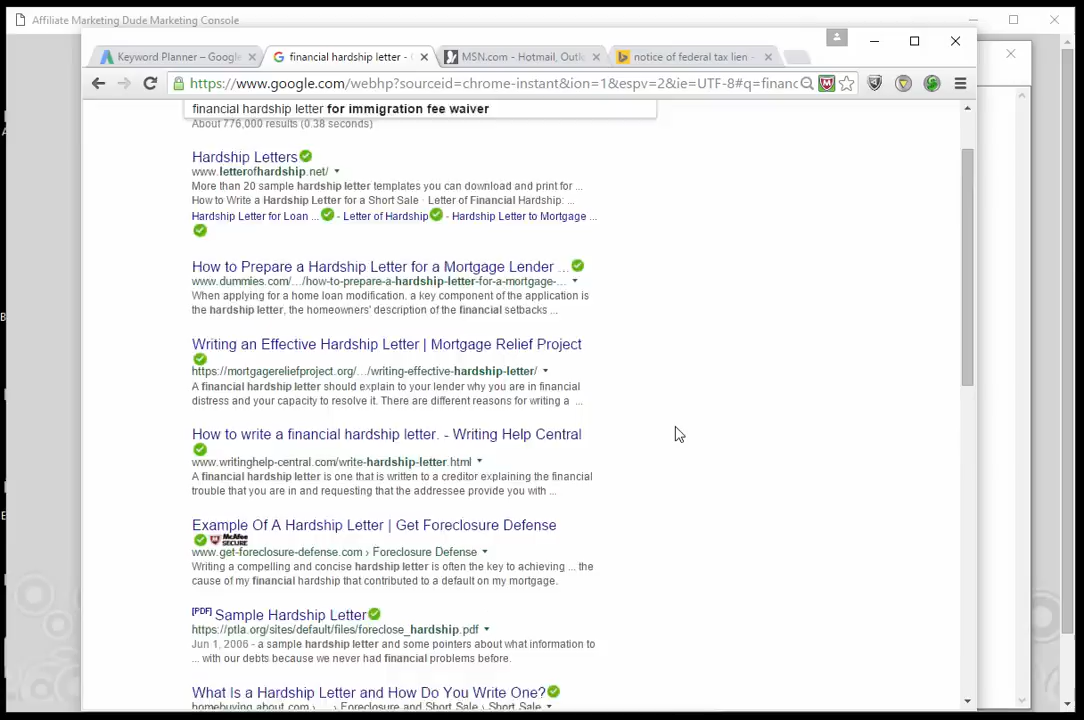 Affiliate Marketing Dude Marketing Console
Keyword Planner – Google
financial hardship letter -
MSN.com - Hotmail, Outlo
notice of federal tax lien -
https://www.google.com/webhp?sourceid=chrome-instant&ion=1&espv=2&ie=UTF-8#q=financ
financial hardship letter for immigration fee waiver
About 776,000 results (0.38 seconds)
Hardship Letters
www.letterofhardship.net/
More than 20 sample hardship letter templates you can download and print for ...
How to Write a Hardship Letter for a Short Sale · Letter of Financial Hardship: ...
Hardship Letter for Loan ... - Letter of Hardship - Hardship Letter to Mortgage ...
How to Prepare a Hardship Letter for a Mortgage Lender ...
www.dummies.com/.../how-to-prepare-a-hardship-letter-for-a-mortgage-...
When applying for a home loan modification, a key component of the application is
the hardship letter, the homeowners' description of the financial setbacks ...
Writing an Effective Hardship Letter | Mortgage Relief Project
https://mortgagereliefproject.org/.../writing-effective-hardship-letter/
A financial hardship letter should explain to your lender why you are in financial
distress and your capacity to resolve it. There are different reasons for writing a ...
How to write a financial hardship letter. - Writing Help Central
www.writinghelp-central.com/write-hardship-letter.html
A financial hardship letter is one that is written to a creditor explaining the financial
trouble that you are in and requesting that the addressee provide you with ...
Example Of A Hardship Letter | Get Foreclosure Defense
McAfee
SECURE
www.get-foreclosure-defense.com › Foreclosure Defense
Writing a compelling and concise hardship letter is often the key to achieving ... the
cause of my financial hardship that contributed to a default on my mortgage.
[PDF] Sample Hardship Letter
https://ptla.org/sites/default/files/foreclose_hardship.pdf
Jun 1, 2006 - a sample hardship letter and some pointers about what information to
... with our debts because we never had financial problems before.
What Is a Hardship Letter and How Do You Write One?
homebuying.about.com › ... › Foreclosure and Short Sale › Short Sale